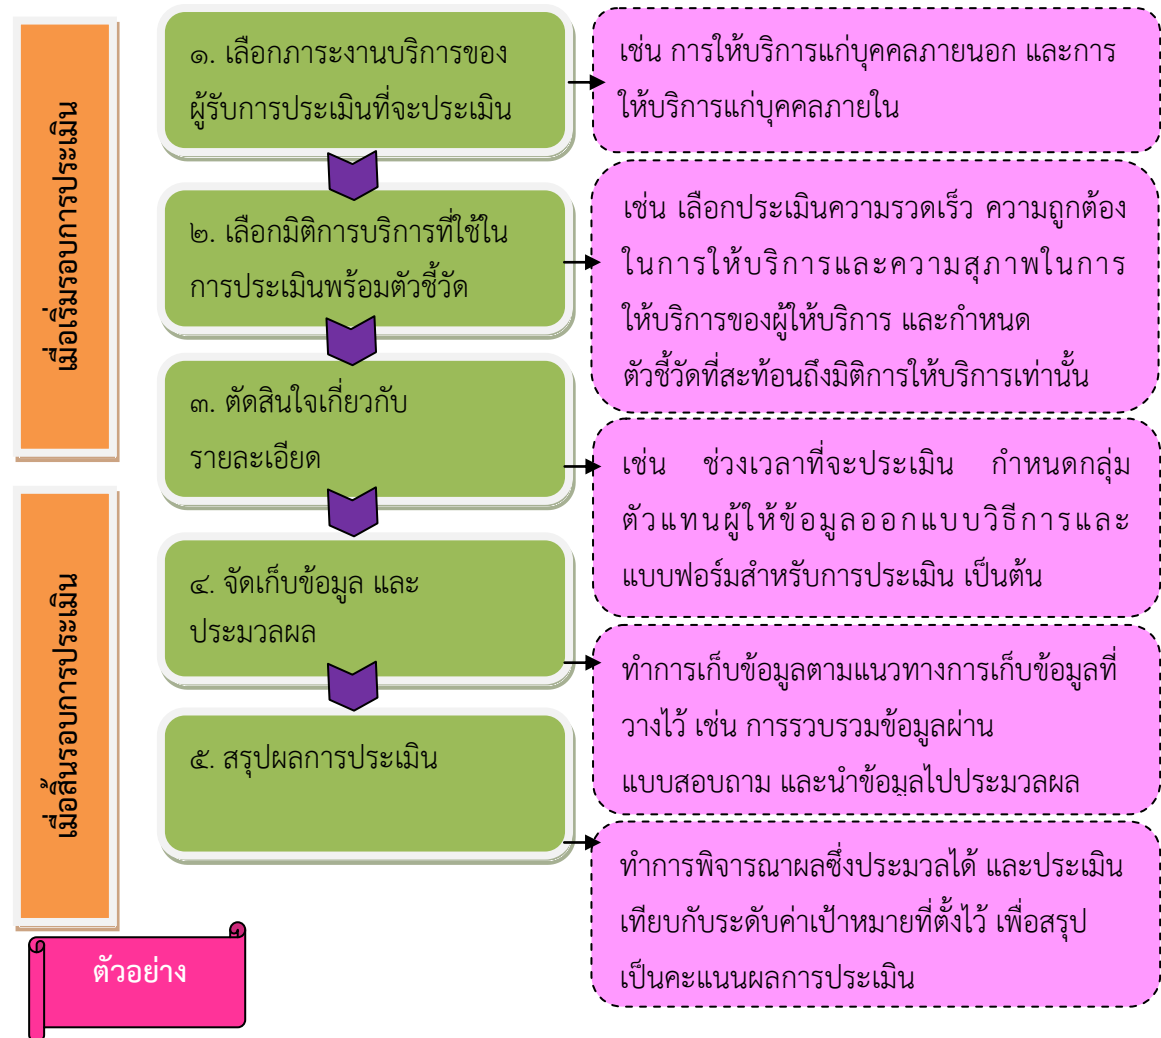 เมื่อเริ่มรอบการประเมิน
๑. เลือกภาระงานบริการของ
ผู้รับการประเมินที่จะประเมิน
เช่น การให้บริการแก่บุคคลภายนอก และการ
ให้บริการแก่บุคคลภายใน
๒. เลือกมิติการบริการที่ใช้ใน
การประเมินพร้อมตัวชี้วัด
เช่น เลือกประเมินความรวดเร็ว ความถูกต้อง
ในการให้บริการและความสุภาพในการ
ให้บริการของผู้ให้บริการ และกำหนด
ตัวชี้วัดที่สะท้อนถึงมิติการให้บริการเท่านั้น
๓. ตัดสินใจเกี่ยวกับ
รายละเอียด
เช่น ช่วงเวลาที่จะประเมิน กำหนดกลุ่ม
ตัวแทนผู้ให้ข้อมูลออกแบบวิธีการและ
แบบฟอร์มสำหรับการประเมิน เป็นต้น
เมื่อสิ้นรอบการประเมิน
๔. จัดเก็บข้อมูล และ
ประมวลผล
ทำการเก็บข้อมูลตามแนวทางการเก็บข้อมูลที่
วางไว้ เช่น การรวบรวมข้อมูลผ่าน
แบบสอบถาม และนำข้อมูลไปประมวลผล
๕. สรุปผลการประเมิน
ทำการพิจารณาผลซึ่งประมวลได้ และประเมิน
เทียบกับระดับค่าเป้าหมายที่ตั้งไว้ เพื่อสรุป
เป็นคะแนนผลการประเมิน
ตัวอย่าง